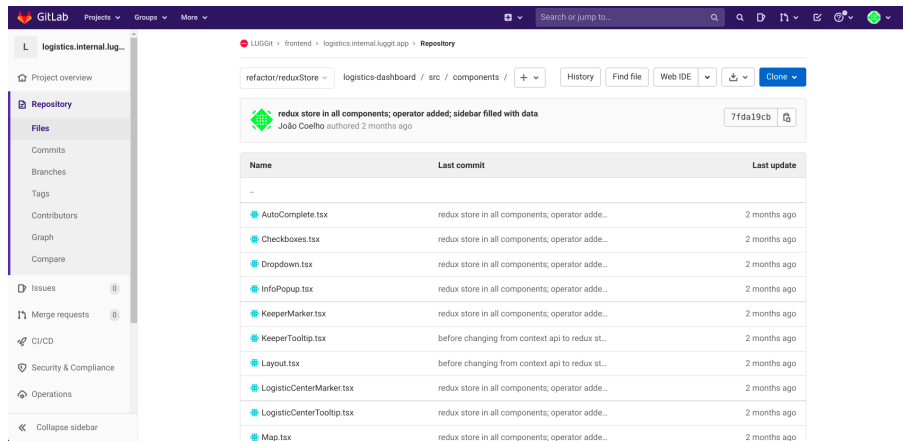 GitLab Projects Groups More Search or jump to...
L logistics.internal.lug...
Project overview
Repository
Files
Commits
Branches
Tags
Contributors
Graph
Compare
Issues 0
Merge requests 0
CI/CD
Security & Compliance
Operations
Collapse sidebar
LUGGit > frontend > logistics.internal.luggit.app > Repository
refactor/reduxStore logistics-dashboard / src / components / + History Find file Web IDE Clone
redux store in all components; operator added; sidebar filled with data
João Coelho authored 2 months ago
7fda19cb
Name Last commit Last update
..
AutoComplete.tsx redux store in all components; operator adde... 2 months ago
Checkboxes.tsx redux store in all components; operator adde... 2 months ago
Dropdown.tsx redux store in all components; operator adde... 2 months ago
InfoPopup.tsx redux store in all components; operator adde... 2 months ago
KeeperMarker.tsx redux store in all components; operator adde... 2 months ago
KeeperTooltip.tsx before changing from context api to redux st... 2 months ago
Layout.tsx before changing from context api to redux st... 2 months ago
LogisticCenterMarker.tsx redux store in all components; operator adde... 2 months ago
LogisticCenterTooltip.tsx redux store in all components; operator adde... 2 months ago
Map.tsx redux store in all components; operator adde... 2 months ago